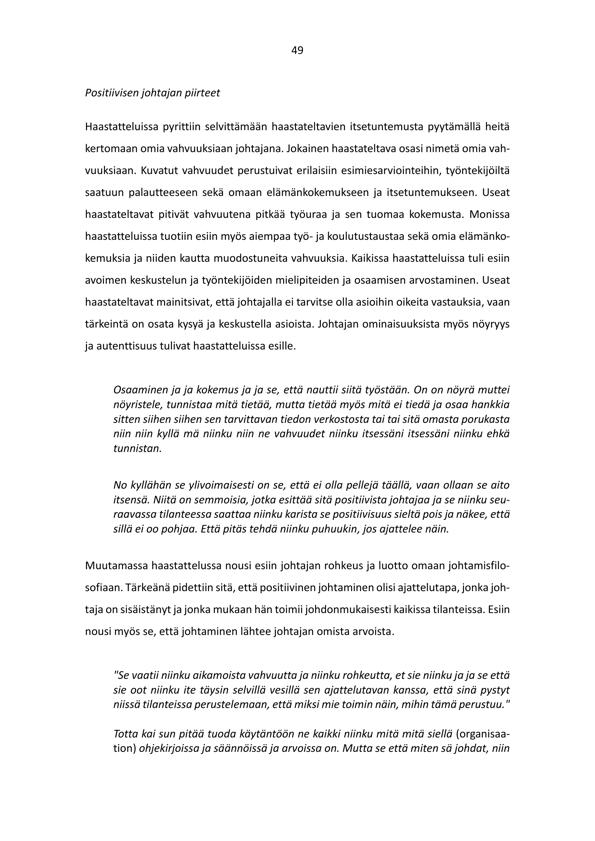 49
Positiivisen johtajan piirteet
Haastatteluissa pyrittiin selvittämään haastateltavien itsetuntemusta pyytämällä heitä
kertomaan omia vahvuuksiaan johtajana. Jokainen haastateltava osasi nimetä omia vah-
vuuksiaan. Kuvatut vahvuudet perustuivat erilaisiin esimiesarviointeihin, työntekijöiltä
saatuun palautteeseen sekä omaan elämänkokemukseen ja itsetuntemukseen. Useat
haastateltavat pitivät vahvuutena pitkää työuraa ja sen tuomaa kokemusta. Monissa
haastatteluissa tuotiin esiin myös aiempaa työ- ja koulutustaustaa sekä omia elämänko-
kemuksia ja niiden kautta muodostuneita vahvuuksia. Kaikissa haastatteluissa tuli esiin
avoimen keskustelun ja työntekijöiden mielipiteiden ja osaamisen arvostaminen. Useat
haastateltavat mainitsivat, että johtajalla ei tarvitse olla asioihin oikeita vastauksia, vaan
tärkeintä on osata kysyä ja keskustella asioista. Johtajan ominaisuuksista myös nöyryys
ja autenttisuus tulivat haastatteluissa esille.
Osaaminen ja ja kokemus ja ja se, että nauttii siitä työstään. On on nöyrä muttei
nöyristele, tunnistaa mitä tietää, mutta tietää myös mitä ei tiedä ja osaa hankkia
sitten siihen siihen sen tarvittavan tiedon verkostosta tai tai sitä omasta porukasta
niin niin kyllä mä niinku niin ne vahvuudet niinku itsessäni itsessäni niinku ehkä
tunnistan.
No kyllähän se ylivoimaisesti on se, että ei olla pellejä täällä, vaan ollaan se aito
itsensä. Niitä on semmoisia, jotka esittää sitä positiivista johtajaa ja se niinku seu-
raavassa tilanteessa saattaa niinku karista se positiivisuus sieltä pois ja näkee, että
sillä ei oo pohjaa. Että pitäs tehdä niinku puhuukin, jos ajattelee näin.
Muutamassa haastattelussa nousi esiin johtajan rohkeus ja luotto omaan johtamisfilo-
sofiaan. Tärkeänä pidettiin sitä, että positiivinen johtaminen olisi ajattelutapa, jonka joh-
taja on sisäistänyt ja jonka mukaan hän toimii johdonmukaisesti kaikissa tilanteissa. Esiin
nousi myös se, että johtaminen lähtee johtajan omista arvoista.
"Se vaatii niinku aikamoista vahvuutta ja niinku rohkeutta, et sie niinku ja ja se että
sie oot niinku ite täysin selvillä vesillä sen ajattelutavan kanssa, että sinä pystyt
niissä tilanteissa perustelemaan, että miksi mie toimin näin, mihin tämä perustuu."
Totta kai sun pitää tuoda käytäntöön ne kaikki niinku mitä mitä siellä (organisaa-
tion) ohjekirjoissa ja säännöissä ja arvoissa on. Mutta se että miten sä johdat, niin